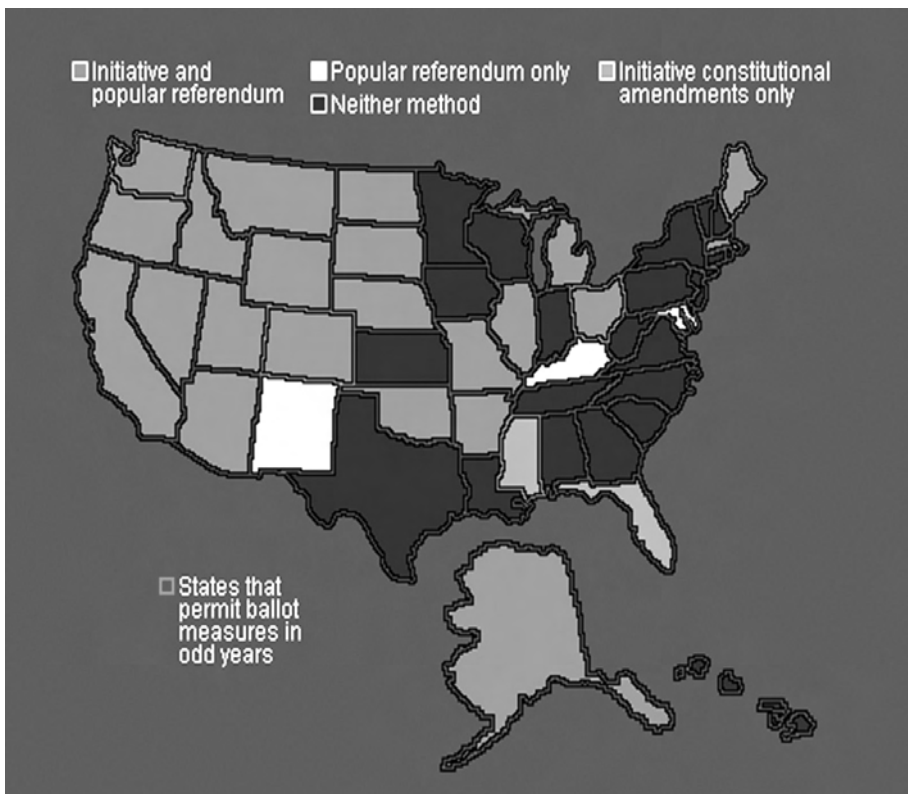 Initiative and
popular referendum
Popular referendum only
Neither method
Initiative constitutional
amendments only
States that
permit ballot
measures in
odd years